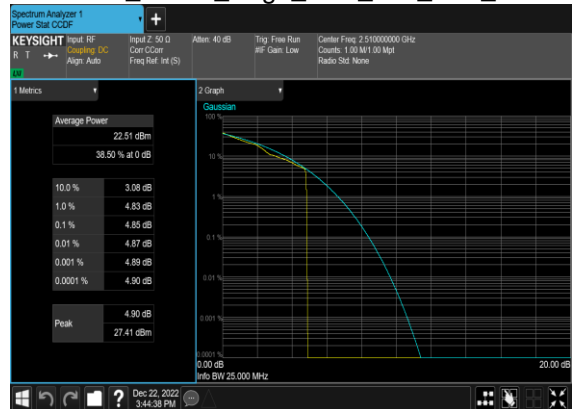 Spectrum Analyzer 1
Power Stat CCDF
+
KEYSIGHT
R T
LV
Input: RF
Coupling: DC
Align: Auto
Input Z: 50 Ω
Corr CCorr
Freq Ref: Int (S)
Atten: 40 dB
Trig: Free Run
#IF Gain: Low
Center Freq: 2.510000000 GHz
Counts: 1.00 M/1.00 Mpt
Radio Std: None
1 Metrics
Average Power
22.51 dBm
38.50 % at 0 dB
10.0 % 3.08 dB
1.0 % 4.83 dB
0.1 % 4.85 dB
0.01 % 4.87 dB
0.001 % 4.89 dB
0.0001 % 4.90 dB
Peak
4.90 dB
27.41 dBm
2 Graph
Gaussian
100 %
10 %
1 %
0.1 %
0.01 %
0.001 %
0.0001 %
0.00 dB 20.00 dB
Info BW 25.000 MHz
? Dec 22, 2022
3:44:38 PM